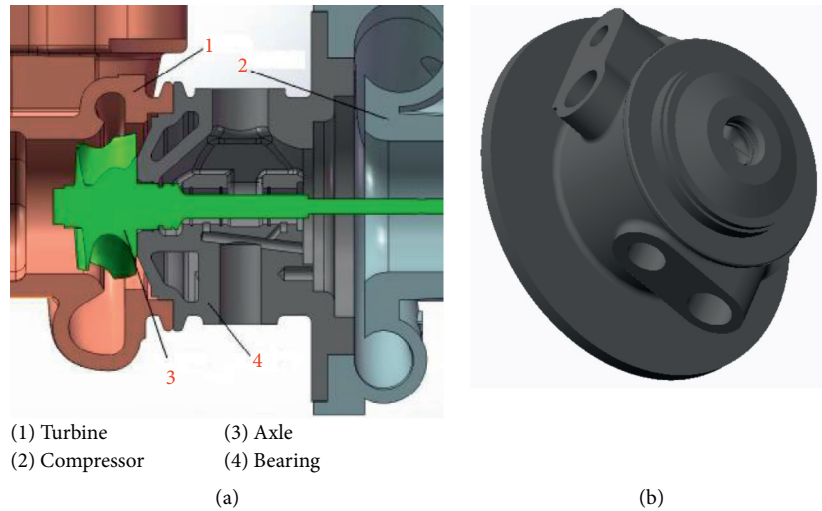 1
2
3
4
(1) Turbine
(3) Axle
(2) Compressor
(4) Bearing
(a)
(b)